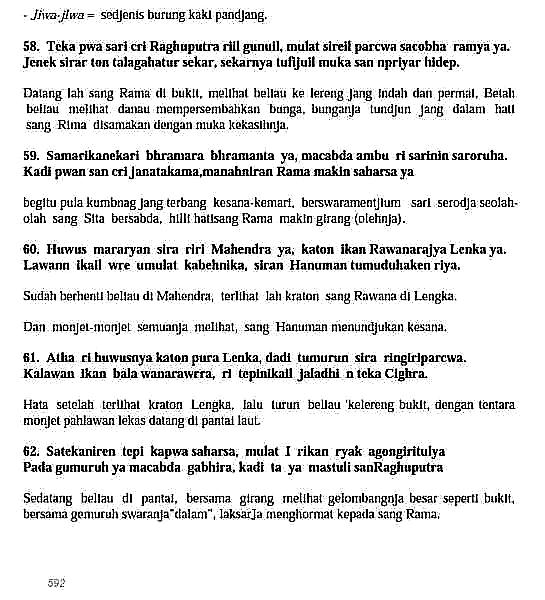 - Jiwa-jiwa = sedjenis burung kaki pandjang.
58. Teka pwa sari cri Raghuputra riil gunuil, mulat sireil parcwa sacobha ramya ya.
Jenek sirar ton talagahatur sekar, sekarnya tufljuil muka san npriyar hidep.
Datang lah sang Rama di bukit, melihat beliau ke lereng jang indah dan permai, Betah
beliau melihat danau mempersembahkan bunga, bunganja tundjun jang dalam hati
sang Rima disamakan dengan muka kekasihnja.
59. Samarikanekari bhramara bhramanta ya, macabda ambu ri sarinin saroruha.
Kadi pwan san cri janatakama,manahniran Rama makin saharsa ya
begitu pula kumbnag jang terbang kesana-kemari, berswaramentjium sari serodja seolah-
olah sang Sita bersabda, hilit hatisang Rama makin girang (olehnja).
60. Huwus mararyan sira riri Mahendra ya, katon ikan Rawanarajya Lenka ya.
Lawann ikail wre umulat kabehnika, siran Hanuman tumuduhaken riya.
Sudah berhenti beliau di Mahendra, terlihat lah kraton sang Rawana di Lengka.
Dan monjet-monjet semuanja melihat, sang Hanuman menundjukan kesana.
61. Atha ri huwusnya katon pura Lenka, dadi tumurun sira ringiriparcwa.
Kalawan ikan bala wanarawrra, ri tepinikail jaladhi n teka Cighra.
Hata setelah terlihat kraton Lengka, lalu turun beliau 'kelereng bukit, dengan tentara
monjet pahlawan lekas datang di pantai laut.
62. Satekaniren tepi kapwa saharsa, mulat I rikan ryak agongiritulya
Pada gumuruh ya macabda gabhira, kadi ta ya mastuli sanRaghuputra
Sedatang beliau di pantai, bersama girang melihat gelombangnja besar seperti bukit,
bersama gemuruh swaranja"dalam", laksarJa menghormat kepada sang Rama.
592